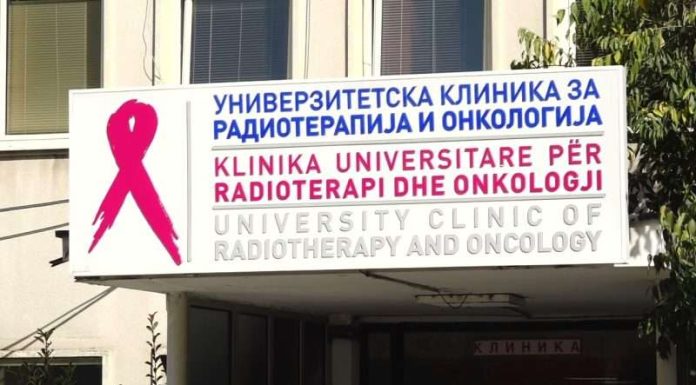 УНИВЕРЗИТЕТСКА КЛИНИКА ЗА
РАДИОТЕРАПИЈА И ОНКОЛОГИЈА
KLINIKA UNIVERSITARE PËR
RADIOTERAPI DHE ONKOLOGJI
UNIVERSITY CLINIC OF
RADIOTHERAPY AND ONCOLOGY
КЛИНИКА